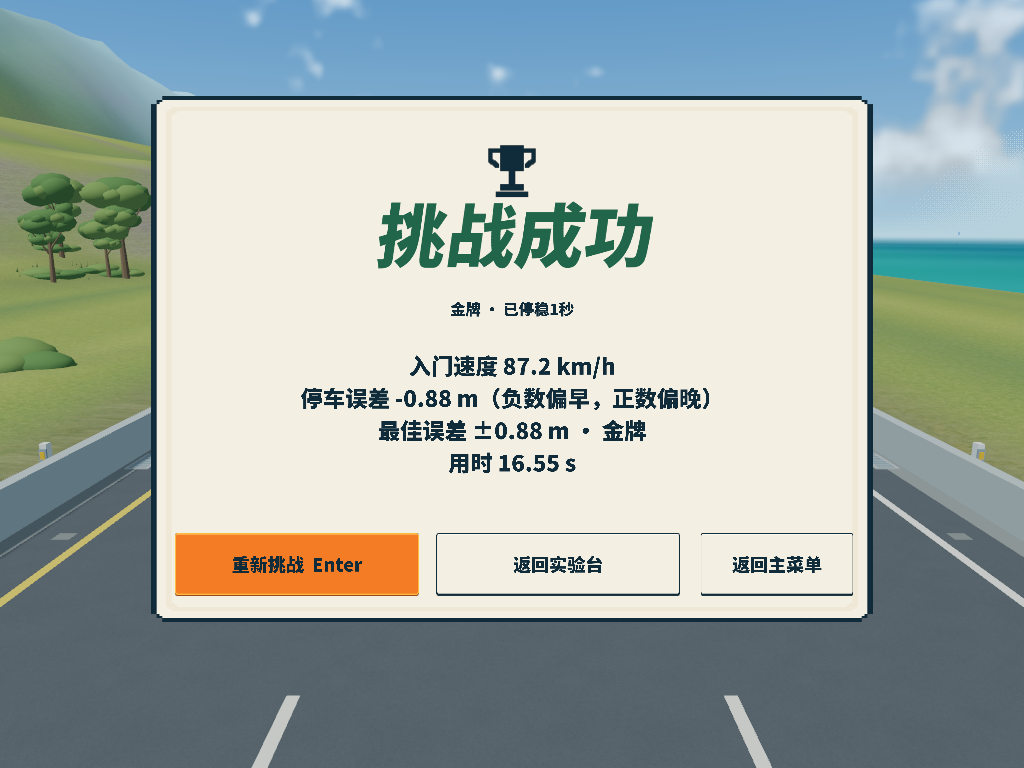 挑战成功
金牌 · 已停稳1秒
入门速度 87.2 km/h
停车误差 -0.88 m（负数偏早，正数偏晚）
最佳误差 ±0.88 m · 金牌
用时 16.55 s
重新挑战 Enter
返回实验台
返回主菜单